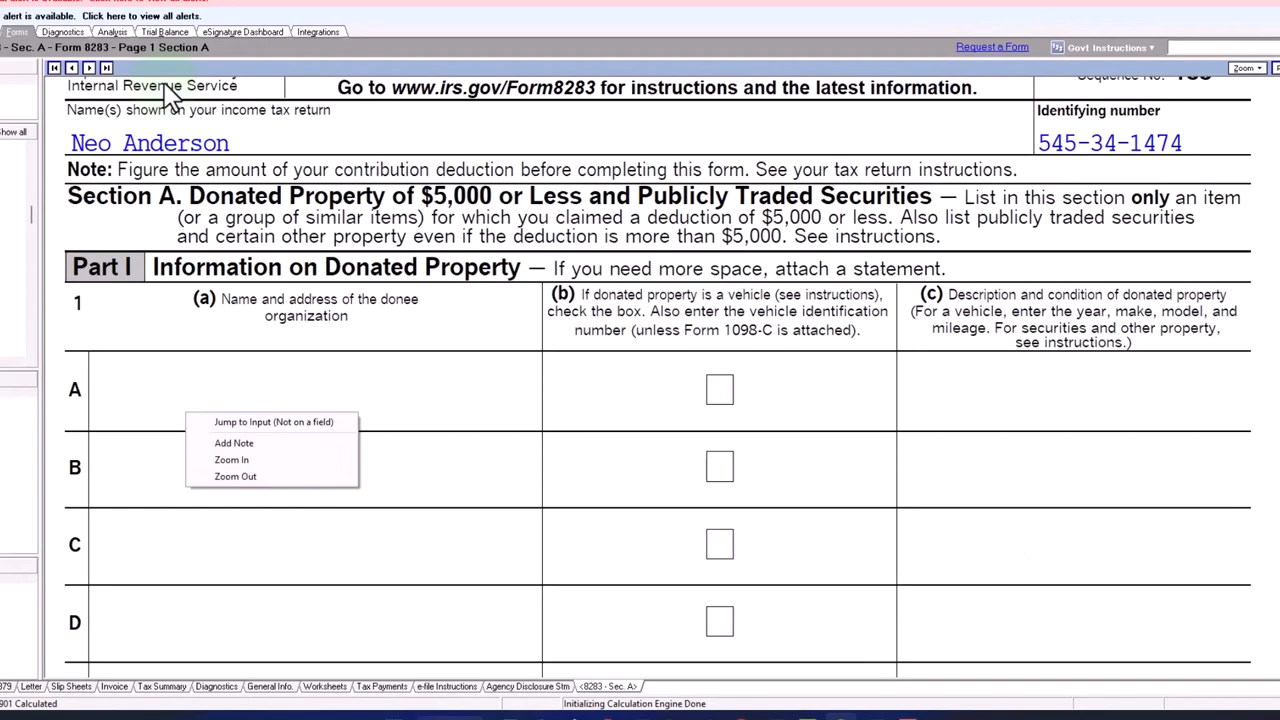 alert is available. Click here to view all alerts.
Forms Diagnostics Analysis Trial Balance eSignature Dashboard Integrations
- Sec. A - Form 8283 - Page 1 Section A
Request a Form Govt Instructions
Zoom
Internal Revenue Service
Go to www.irs.gov/Form8283 for instructions and the latest information.
Sequence No.
Name(s) shown on your income tax return
Identifying number
Neo Anderson
545-34-1474
Note: Figure the amount of your contribution deduction before completing this form. See your tax return instructions.
Section A. Donated Property of $5,000 or Less and Publicly Traded Securities — List in this section only an item
(or a group of similar items) for which you claimed a deduction of $5,000 or less. Also list publicly traded securities
and certain other property even if the deduction is more than $5,000. See instructions.
Part I Information on Donated Property — If you need more space, attach a statement.
1
(a) Name and address of the donee
organization
(b) If donated property is a vehicle (see instructions),
check the box. Also enter the vehicle identification
number (unless Form 1098-C is attached).
(c) Description and condition of donated property
(For a vehicle, enter the year, make, model, and
mileage. For securities and other property,
see instructions.)
Show all
A
Jump to Input (Not on a field)
Add Note
Zoom In
Zoom Out
B
C
D
879 Letter Slip Sheets Invoice Tax Summary Diagnostics General Info. Worksheets Tax Payments e-file Instructions Agency Disclosure Stm <8283 - Sec. A>
901 Calculated
Initializing Calculation Engine Done